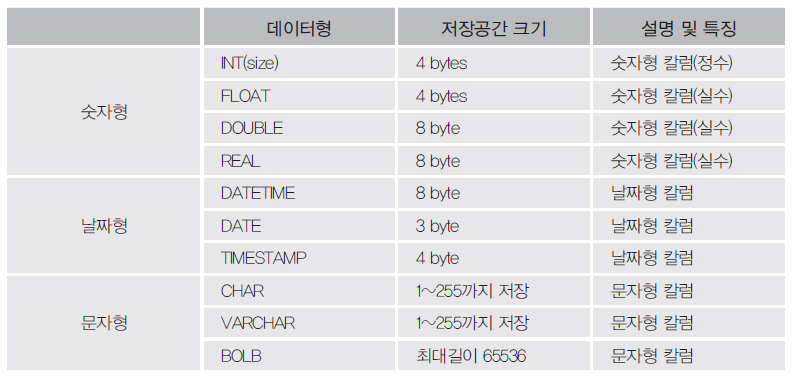 데이터형 저장공간 크기 설명 및 특징
숫자형
INT(size) 4 bytes 숫자형 칼럼(정수)
FLOAT 4 bytes 숫자형 칼럼(실수)
DOUBLE 8 byte 숫자형 칼럼(실수)
REAL 8 byte 숫자형 칼럼(실수)
날짜형
DATETIME 8 byte 날짜형 칼럼
DATE 3 byte 날짜형 칼럼
TIMESTAMP 4 byte 날짜형 칼럼
문자형
CHAR 1~255까지 저장 문자형 칼럼
VARCHAR 1~255까지 저장 문자형 칼럼
BOLB 최대길이 65536 문자형 칼럼